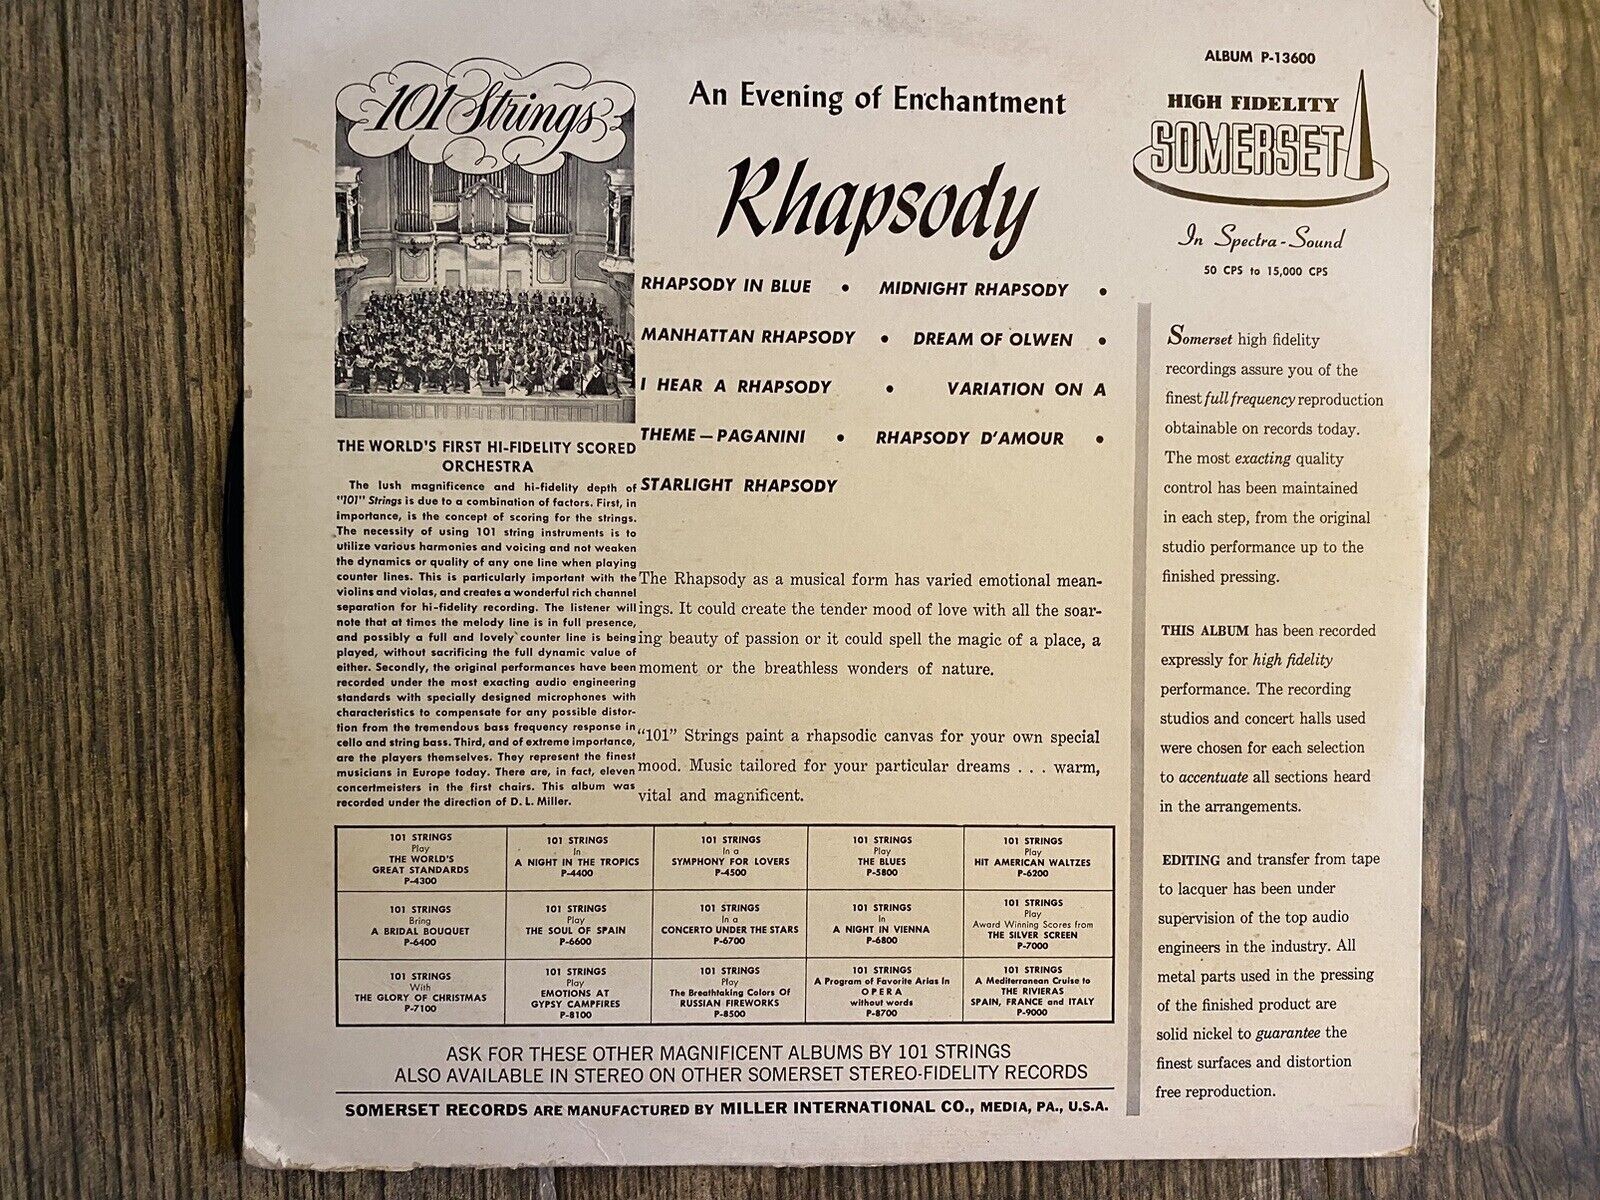 101 Strings
THE WORLD'S FIRST HI-FIDELITY SCORED
ORCHESTRA
The lush magnificence and hi-fidelity depth of
"101" Strings is due to a combination of factors. First, in
importance, is the concept of scoring for the strings.
The necessity of using 101 string instruments is to
utilize various harmonies and voicing and not weaken
the dynamics or quality of any one line when playing
counter lines. This is particularly important with the
violins and violas, and creates a wonderful rich channel
separation for hi-fidelity recording. The listener will
note that at times the melody line is in full presence,
and possibly a full and lovely counter line is being
played, without sacrificing the full dynamic value of
either. Secondly, the original performances have been
recorded under the most exacting audio engineering
standards with specially designed microphones with
characteristics to compensate for any possible distor-
tion from the tremendous bass frequency response in
cello and string bass. Third, and of extreme importance,
are the players themselves. They represent the finest
musicians in Europe today. There are, in fact, eleven
concertmeisters in the first chairs. This album was
recorded under the direction of D. L. Miller.
An Evening of Enchantment
Rhapsody
RHAPSODY IN BLUE • MIDNIGHT RHAPSODY •
MANHATTAN RHAPSODY • DREAM OF OLWEN •
I HEAR A RHAPSODY • VARIATION ON A
THEME — PAGANINI • RHAPSODY D'AMOUR •
STARLIGHT RHAPSODY
The Rhapsody as a musical form has varied emotional mean-
ings. It could create the tender mood of love with all the soar-
ing beauty of passion or it could spell the magic of a place, a
moment or the breathless wonders of nature.
"101" Strings paint a rhapsodic canvas for your own special
mood. Music tailored for your particular dreams . . . warm,
vital and magnificent.
ALBUM P-13600
HIGH FIDELITY
SOMERSET
In Spectra-Sound
50 CPS to 15,000 CPS
Somerset high fidelity
recordings assure you of the
finest full frequency reproduction
obtainable on records today.
The most exacting quality
control has been maintained
in each step, from the original
studio performance up to the
finished pressing.
THIS ALBUM has been recorded
expressly for high fidelity
performance. The recording
studios and concert halls used
were chosen for each selection
to accentuate all sections heard
in the arrangements.
EDITING and transfer from tape
to lacquer has been under
supervision of the top audio
engineers in the industry. All
metal parts used in the pressing
of the finished product are
solid nickel to guarantee the
finest surfaces and distortion
free reproduction.
101 STRINGS
Play
THE WORLD'S
GREAT STANDARDS
P-4300
101 STRINGS
In
A NIGHT IN THE TROPICS
P-4400
101 STRINGS
In a
SYMPHONY FOR LOVERS
P-4500
101 STRINGS
Play
THE BLUES
P-5800
101 STRINGS
Play
HIT AMERICAN WALTZES
P-6200
101 STRINGS
Bring
A BRIDAL BOUQUET
P-6400
101 STRINGS
Play
THE SOUL OF SPAIN
P-6600
101 STRINGS
In a
CONCERTO UNDER THE STARS
P-6700
101 STRINGS
In
A NIGHT IN VIENNA
P-6800
101 STRINGS
Play
Award Winning Scores from
THE SILVER SCREEN
P-7000
101 STRINGS
With
THE GLORY OF CHRISTMAS
P-7100
101 STRINGS
Play
EMOTIONS AT
GYPSY CAMPFIRES
P-8100
101 STRINGS
Play
The Breathtaking Colors Of
RUSSIAN FIREWORKS
P-8500
101 STRINGS
A Program of Favorite Arias In
OPERA
without words
P-8700
101 STRINGS
A Mediterranean Cruise to
THE RIVIERAS
SPAIN, FRANCE and ITALY
P-9000
ASK FOR THESE OTHER MAGNIFICENT ALBUMS BY 101 STRINGS
ALSO AVAILABLE IN STEREO ON OTHER SOMERSET STEREO-FIDELITY RECORDS
SOMERSET RECORDS ARE MANUFACTURED BY MILLER INTERNATIONAL CO., MEDIA, PA., U.S.A.